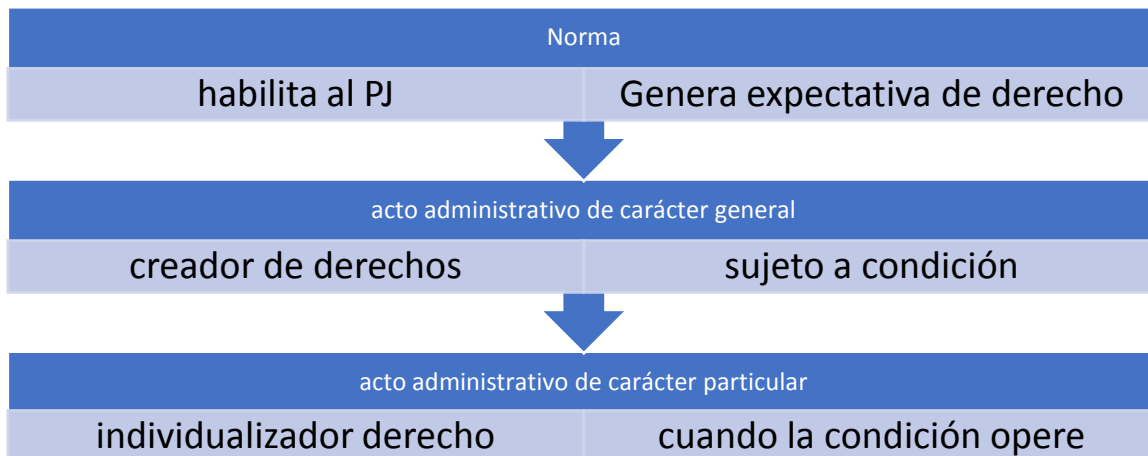 Norma
habilita al PJ
Genera expectativa de derecho
acto administrativo de carácter general
creador de derechos
sujeto a condición
acto administrativo de carácter particular
individualizador derecho
cuando la condición opere